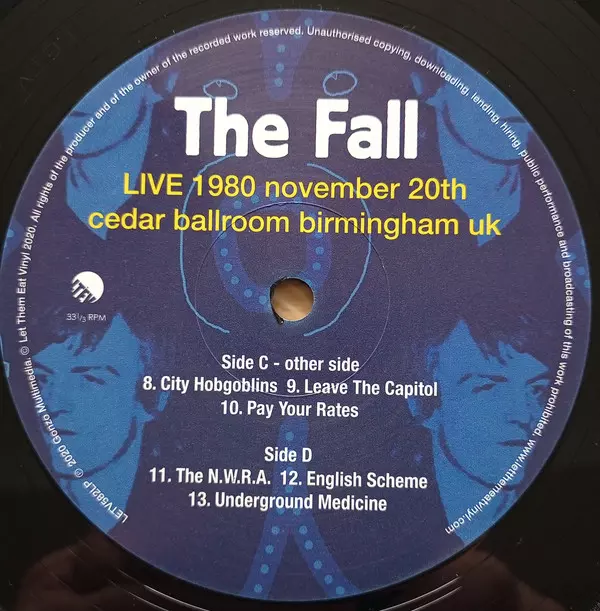 The Fall
LIVE 1980 november 20th
cedar ballroom birmingham uk
33 1/3 RPM
Side C - other side
8. City Hobgoblins 9. Leave The Capitol
10. Pay Your Rates
Side D
11. The N.W.R.A. 12. English Scheme
13. Underground Medicine
LETV582LP ℗ 2020 Gonzo Multimedia. © Let Them Eat Vinyl 2020. All rights of the producer and of the owner of the recorded work reserved. Unauthorised copying, downloading, lending, hiring, public performance and broadcasting of this work prohibited. www.letthemeatvinyl.com